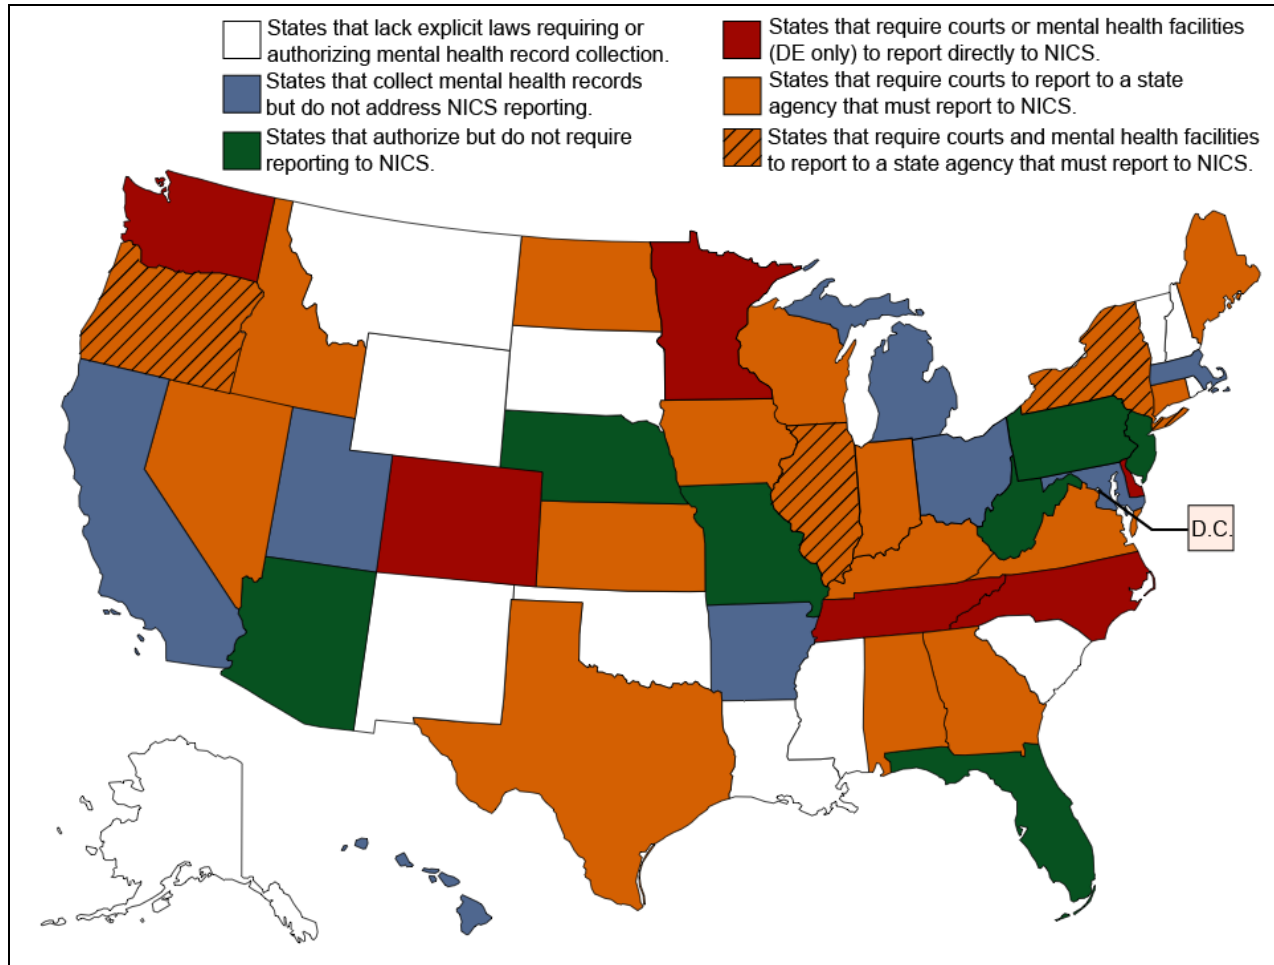 States that lack explicit laws requiring or
authorizing mental health record collection.
States that collect mental health records
but do not address NICS reporting.
States that authorize but do not require
reporting to NICS.
States that require courts or mental health facilities
(DE only) to report directly to NICS.
States that require courts to report to a state
agency that must report to NICS.
States that require courts and mental health facilities
to report to a state agency that must report to NICS.
D.C.